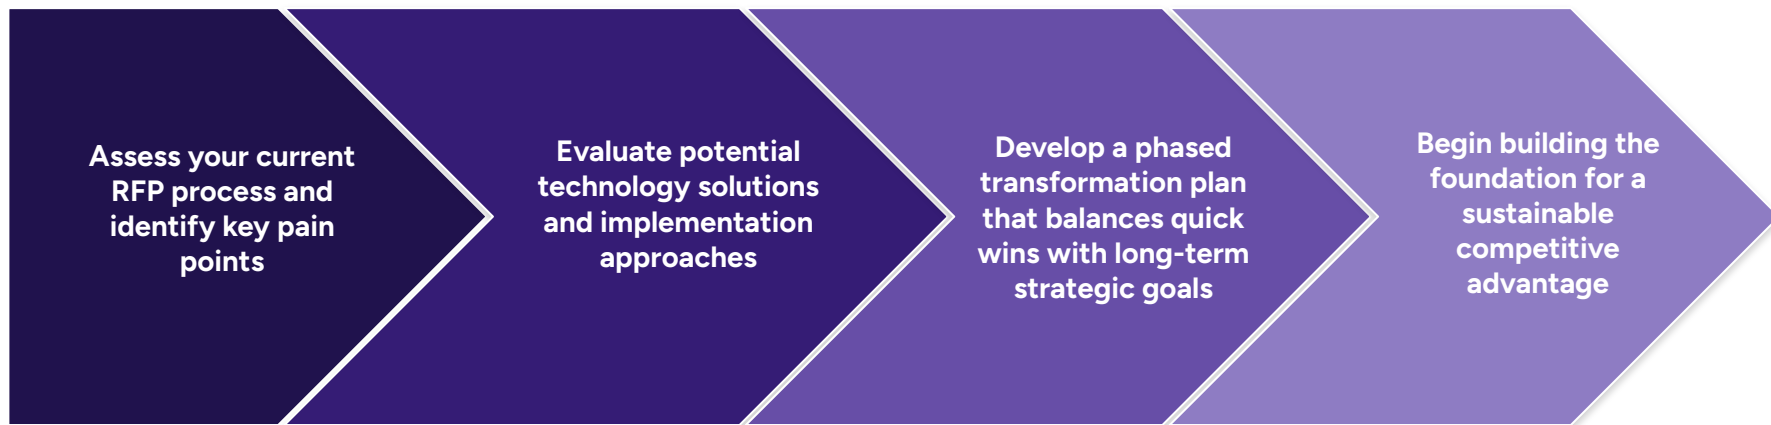 Assess your current
RFP process and
identify key pain
points
Evaluate potential
technology solutions
and implementation
approaches
Develop a phased
transformation plan
that balances quick
wins with long-term
strategic goals
Begin building the
foundation for a
sustainable
competitive
advantage